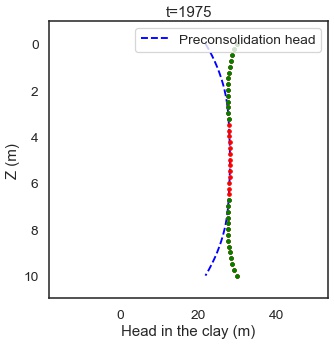 t=1975
Preconsolidation head
0
2
4
6
8
10
Z (m)
0 20 40
Head in the clay (m)